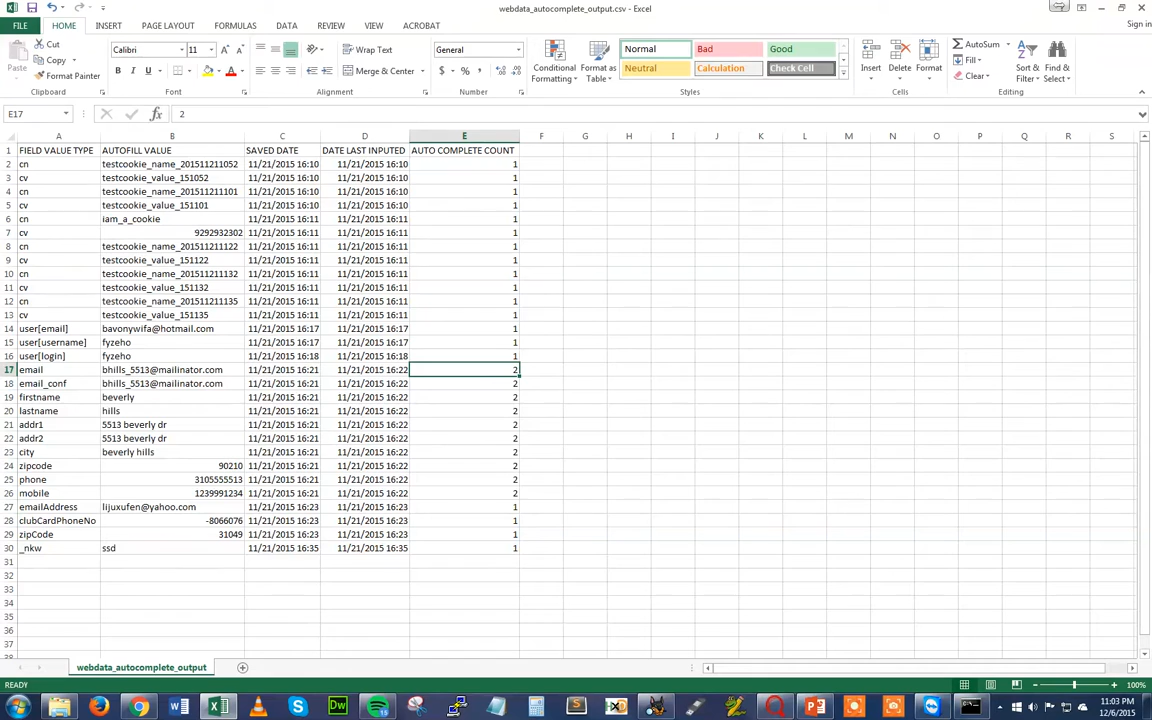 webdata_autocomplete_output.csv - Excel
FILE HOME INSERT PAGE LAYOUT FORMULAS DATA REVIEW VIEW ACROBAT Sign in
Paste Cut Copy Format Painter Clipboard
Calibri 11 B I U A Font
Wrap Text Merge & Center Alignment
General $ % , Number
Conditional Formatting Format as Table Normal Bad Good Neutral Calculation Check Cell Styles
Insert Delete Format Cells
AutoSum Fill Clear Sort & Filter Find & Select Editing
E17 fx 2
A B C D E F G H I J K L M N O P Q R S
1 FIELD VALUE TYPE AUTOFILL VALUE SAVED DATE DATE LAST INPUTED AUTO COMPLETE COUNT
2 cn testcookie_name_201511211052 11/21/2015 16:10 11/21/2015 16:10 1
3 cv testcookie_value_151052 11/21/2015 16:10 11/21/2015 16:10 1
4 cn testcookie_name_201511211101 11/21/2015 16:10 11/21/2015 16:10 1
5 cv testcookie_value_151101 11/21/2015 16:10 11/21/2015 16:10 1
6 cn iam_a_cookie 11/21/2015 16:11 11/21/2015 16:11 1
7 cv 9292932302 11/21/2015 16:11 11/21/2015 16:11 1
8 cn testcookie_name_201511211122 11/21/2015 16:11 11/21/2015 16:11 1
9 cv testcookie_value_151122 11/21/2015 16:11 11/21/2015 16:11 1
10 cn testcookie_name_201511211132 11/21/2015 16:11 11/21/2015 16:11 1
11 cv testcookie_value_151132 11/21/2015 16:11 11/21/2015 16:11 1
12 cn testcookie_name_201511211135 11/21/2015 16:11 11/21/2015 16:11 1
13 cv testcookie_value_151135 11/21/2015 16:11 11/21/2015 16:11 1
14 user[email] bavonywifa@hotmail.com 11/21/2015 16:17 11/21/2015 16:17 1
15 user[username] fyzeho 11/21/2015 16:17 11/21/2015 16:17 1
16 user[login] fyzeho 11/21/2015 16:18 11/21/2015 16:18 1
17 email bhills_5513@mailinator.com 11/21/2015 16:21 11/21/2015 16:22 2
18 email_conf bhills_5513@mailinator.com 11/21/2015 16:21 11/21/2015 16:22 2
19 firstname beverly 11/21/2015 16:21 11/21/2015 16:22 2
20 lastname hills 11/21/2015 16:21 11/21/2015 16:22 2
21 addr1 5513 beverly dr 11/21/2015 16:21 11/21/2015 16:22 2
22 addr2 5513 beverly dr 11/21/2015 16:21 11/21/2015 16:22 2
23 city beverly hills 11/21/2015 16:21 11/21/2015 16:22 2
24 zipcode 90210 11/21/2015 16:21 11/21/2015 16:22 2
25 phone 3105555513 11/21/2015 16:21 11/21/2015 16:22 2
26 mobile 1239991234 11/21/2015 16:21 11/21/2015 16:22 2
27 emailAddress lijuxufen@yahoo.com 11/21/2015 16:23 11/21/2015 16:23 1
28 clubCardPhoneNo -8066076 11/21/2015 16:23 11/21/2015 16:23 1
29 zipCode 31049 11/21/2015 16:23 11/21/2015 16:23 1
30 _nkw ssd 11/21/2015 16:35 11/21/2015 16:35 1
31
32
33
34
35
36
37
38
webdata_autocomplete_output
READY 100%
11:03 PM
12/6/2015